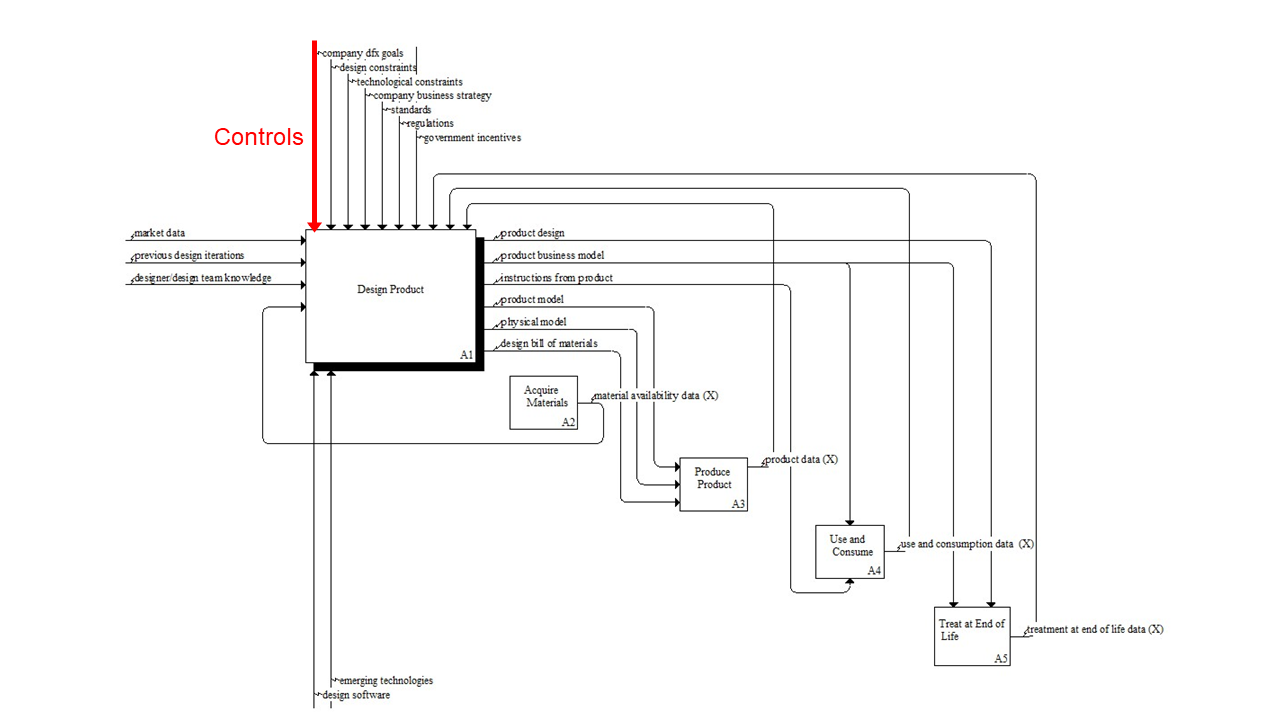 company dfx goals
design constraints
technological constraints
company business strategy
standards
regulations
government incentives
Controls
market data
previous design iterations
designer/design team knowledge
product design
product business model
instructions from product
product model
physical model
design bill of materials
Design Product
A1
Acquire
Materials
A2
material availability data (X)
Produce
Product
A3
product data (X)
Use and
Consume
A4
use and consumption data (X)
Treat at End of
Life
A5
treatment at end of life data (X)
emerging technologies
design software